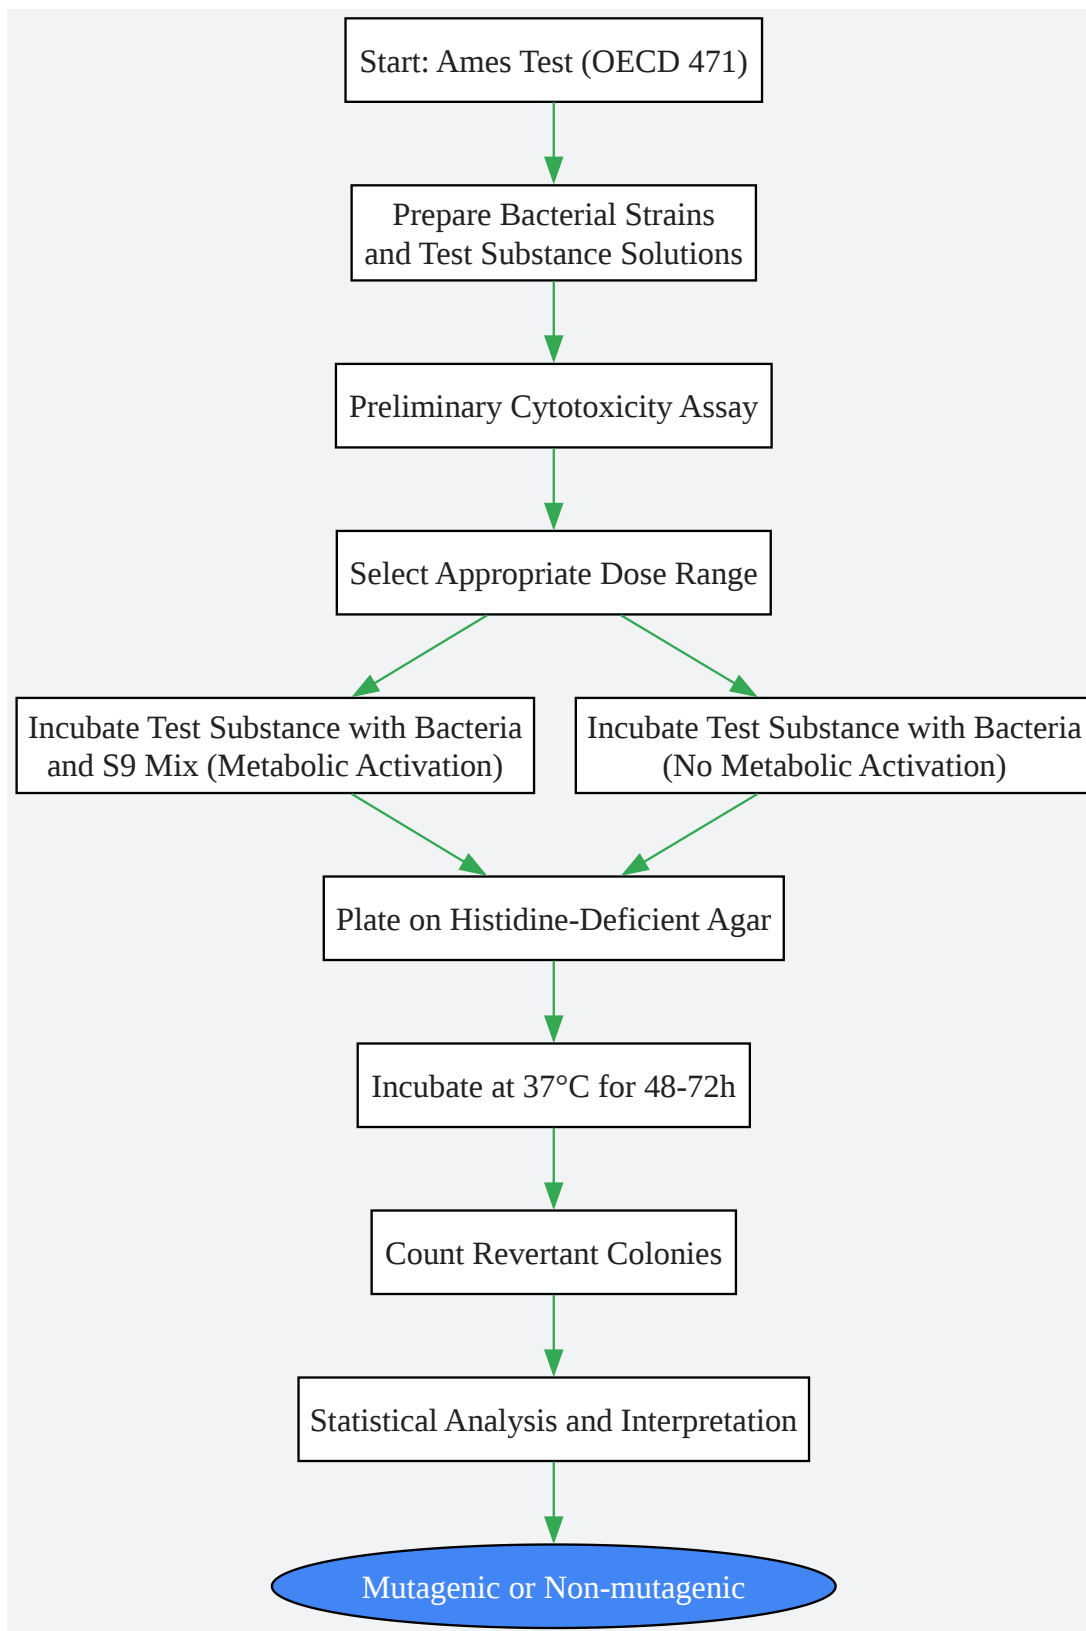 Start: Ames Test (OECD 471)
Prepare Bacterial Strains
and Test Substance Solutions
Preliminary Cytotoxicity Assay
Select Appropriate Dose Range
Incubate Test Substance with Bacteria
and S9 Mix (Metabolic Activation)
Incubate Test Substance with Bacteria
(No Metabolic Activation)
Plate on Histidine-Deficient Agar
Incubate at 37°C for 48-72h
Count Revertant Colonies
Statistical Analysis and Interpretation
Mutagenic or Non-mutagenic